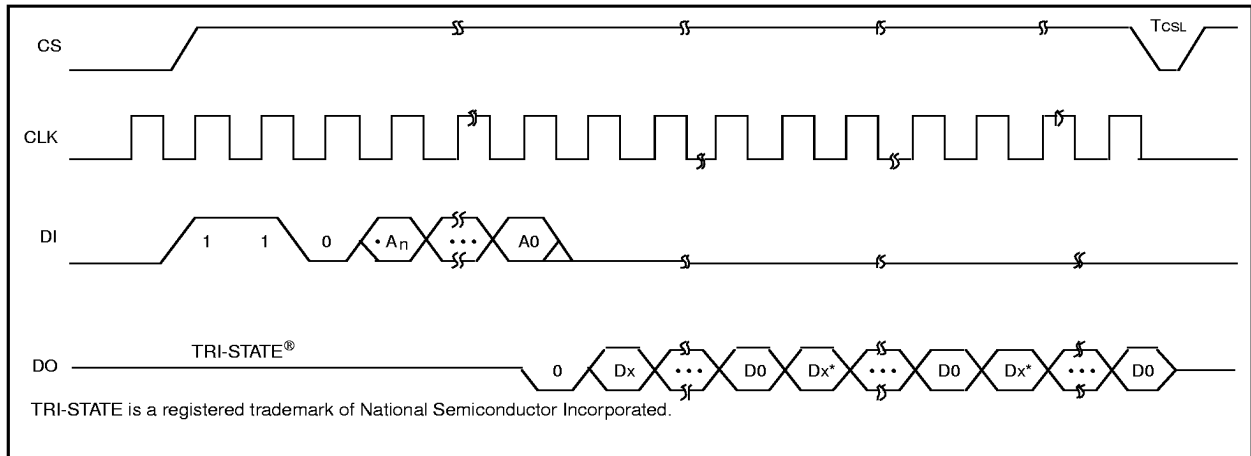 CS
TCSL
CLK
DI 1 1 0 An ... A0
TRI-STATE®
DO 0 Dx ... D0 Dx* ... D0 Dx* ... D0
TRI-STATE is a registered trademark of National Semiconductor Incorporated.